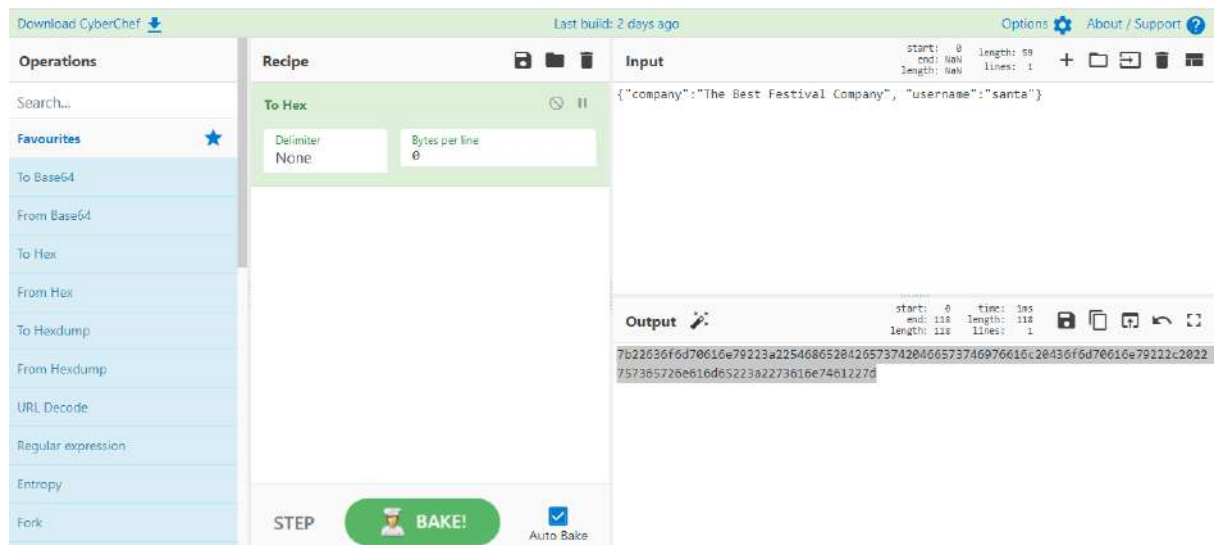 Download CyberChef
Last build: 2 days ago
Options
About / Support
Operations
Recipe
Input
start: 0
end: NaN
length: NaN
length: 59
lines: 1
Search...
Favourites
To Base64
From Base64
To Hex
From Hex
To Hexdump
From Hexdump
URL Decode
Regular expression
Entropy
Fork
To Hex
Delimiter
None
Bytes per line
0
STEP
BAKE!
Auto Bake
{"company":"The Best Festival Company", "username":"santa"}
Output
start: 0
end: 118
length: 118
time: 1ms
length: 118
lines: 1
7b22636f6d70616e79223a2254686520426573742046657374697616c20436f6d70616e79222c2022
757365726e616d65223a2273616e7461227d